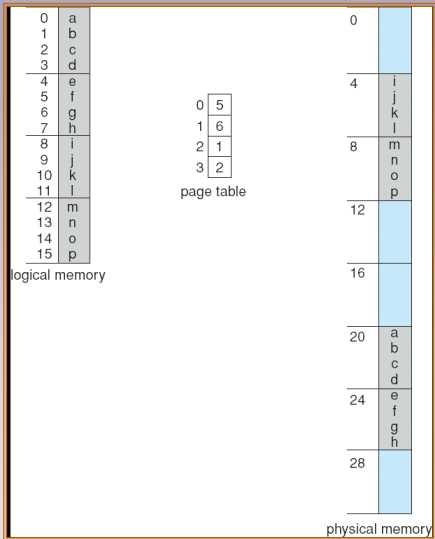 0 a
1 b
2 c
3 d
4 e
5 f
6 g
7 h
8 i
9 j
10 k
11 l
12 m
13 n
14 o
15 p
logical memory
0 5
1 6
2 1
3 2
page table
0
4 i
j
k
l
8 m
n
o
p
12
16
20 a
b
c
d
24 e
f
g
h
28
physical memory